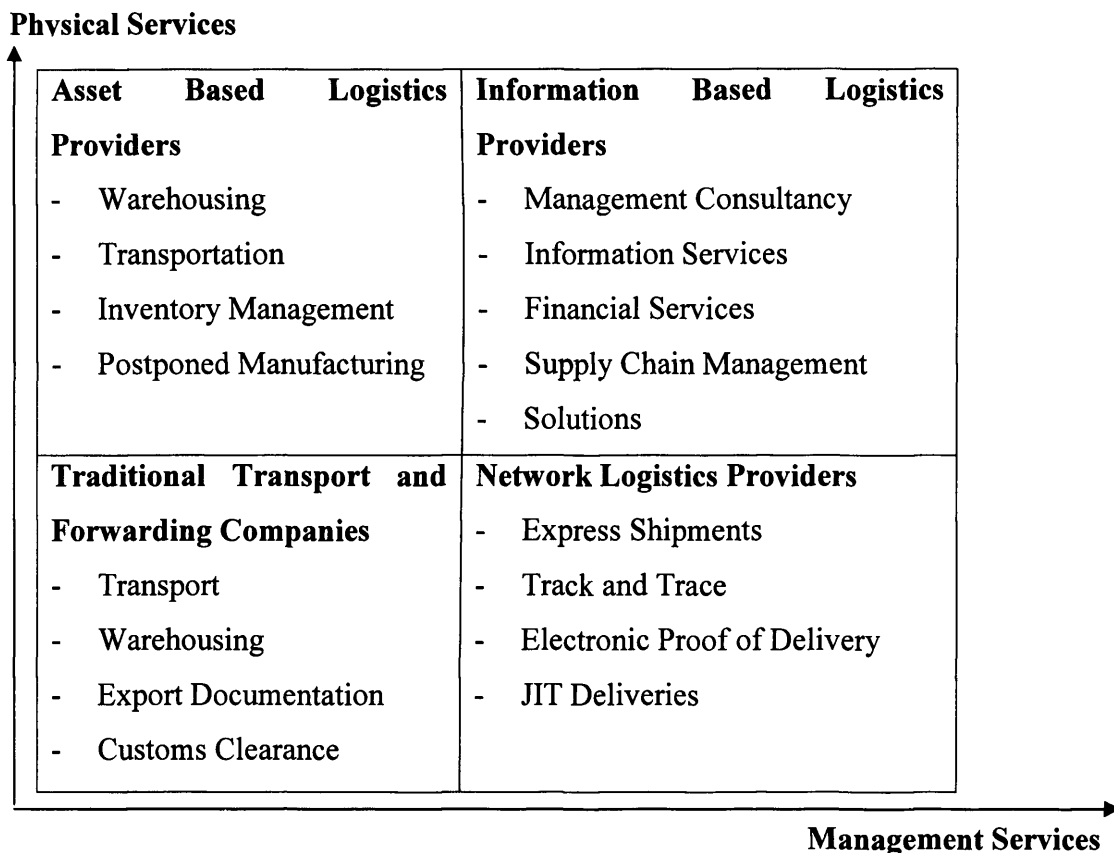 Physical Services
Asset Based Logistics
Providers
- Warehousing
- Transportation
- Inventory Management
- Postponed Manufacturing
Information Based Logistics
Providers
- Management Consultancy
- Information Services
- Financial Services
- Supply Chain Management
- Solutions
Traditional Transport and
Forwarding Companies
- Transport
- Warehousing
- Export Documentation
- Customs Clearance
Network Logistics Providers
- Express Shipments
- Track and Trace
- Electronic Proof of Delivery
- JIT Deliveries
Management Services